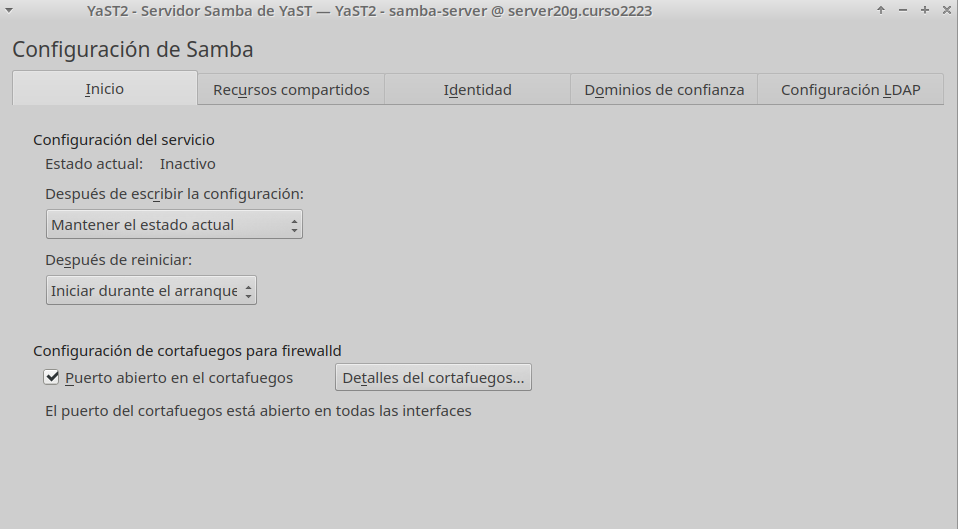 YaST2 - Servidor Samba de YaST — YaST2 - samba-server @ server20g.curso2223
Configuración de Samba
Inicio Recursos compartidos Identidad Dominios de confianza Configuración LDAP
Configuración del servicio
Estado actual: Inactivo
Después de escribir la configuración:
Mantener el estado actual
Después de reiniciar:
Iniciar durante el arranque
Configuración de cortafuegos para firewalld
Puerto abierto en el cortafuegos Detalles del cortafuegos...
El puerto del cortafuegos está abierto en todas las interfaces